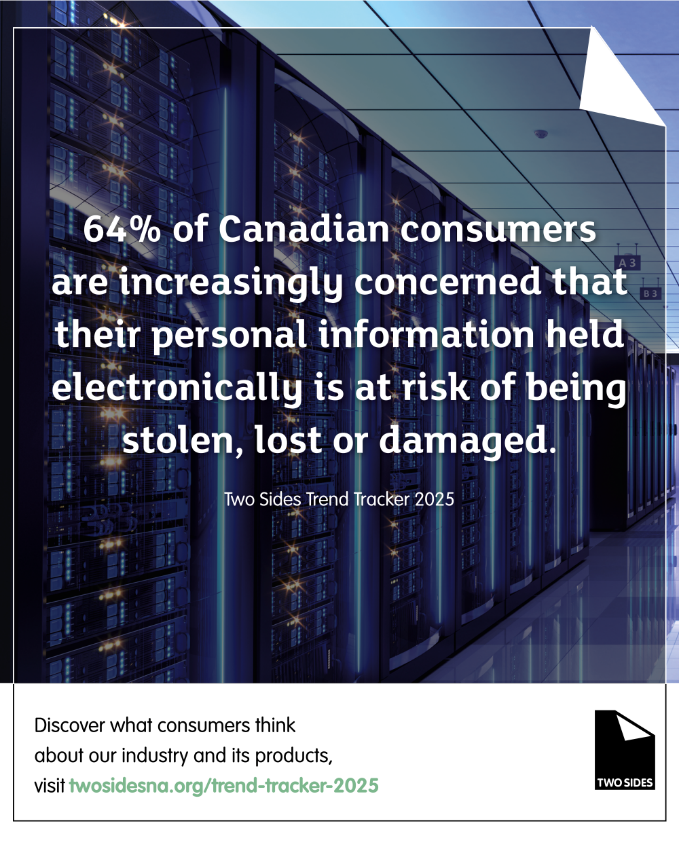 A 3
B 3
64% of Canadian consumers
are increasingly concerned that
their personal information held
electronically is at risk of being
stolen, lost or damaged.
Two Sides Trend Tracker 2025
Discover what consumers think
about our industry and its products,
visit twosidesna.org/trend-tracker-2025
TWO SIDES